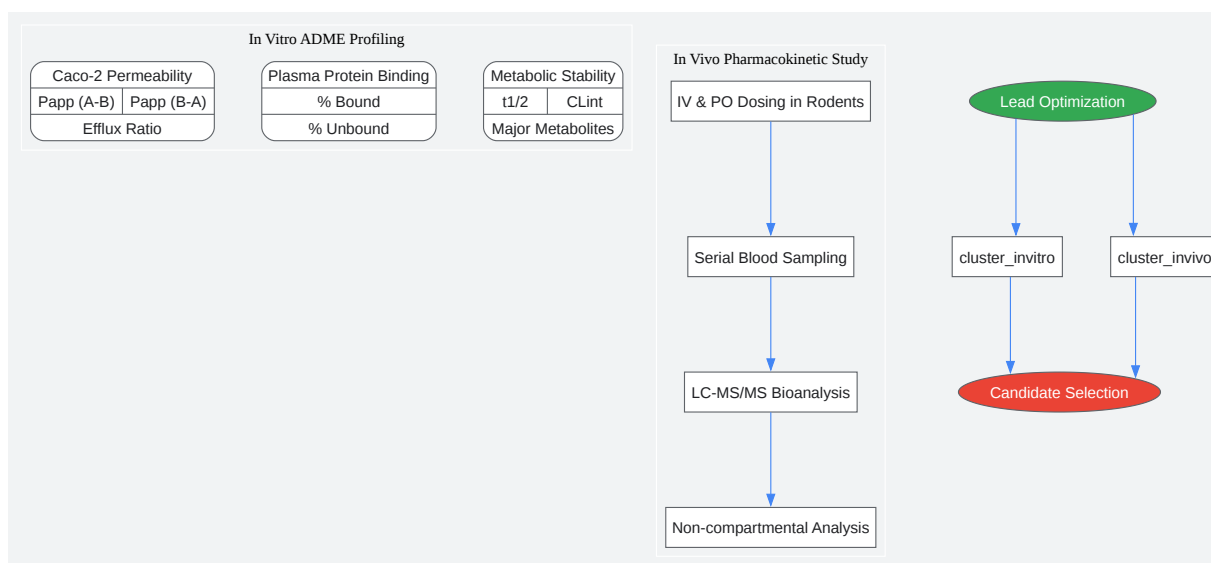 In Vitro ADME Profiling
Caco-2 Permeability
Papp (A-B) Papp (B-A)
Efflux Ratio
Plasma Protein Binding
% Bound
% Unbound
Metabolic Stability
t1/2 CLint
Major Metabolites
In Vivo Pharmacokinetic Study
IV & PO Dosing in Rodents
Serial Blood Sampling
LC-MS/MS Bioanalysis
Non-compartmental Analysis
Lead Optimization
cluster_invitro
cluster_invivo
Candidate Selection